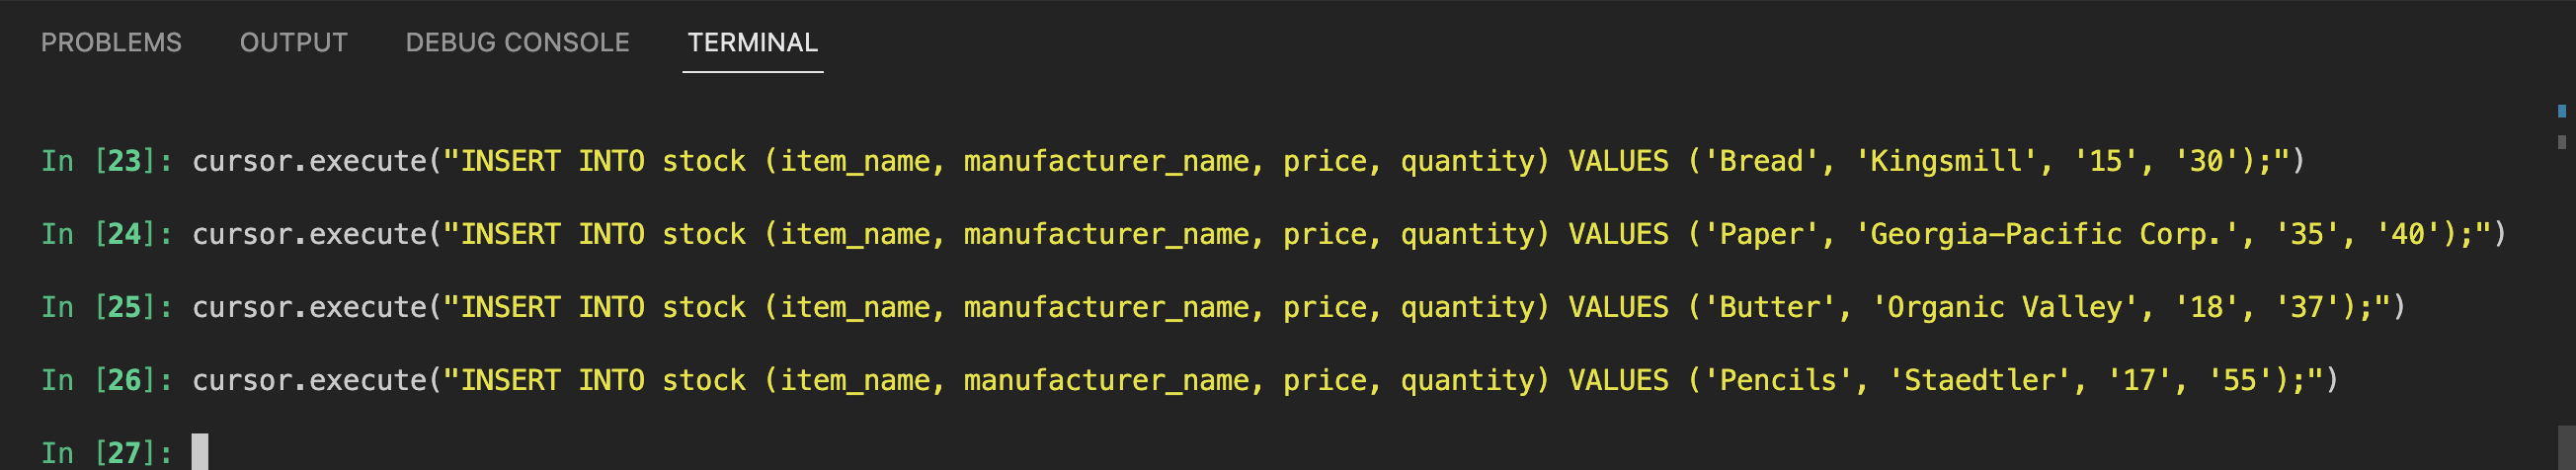 PROBLEMS OUTPUT DEBUG CONSOLE TERMINAL
In [23]: cursor.execute("INSERT INTO stock (item_name, manufacturer_name, price, quantity) VALUES ('Bread', 'Kingsmill', '15', '30');")
In [24]: cursor.execute("INSERT INTO stock (item_name, manufacturer_name, price, quantity) VALUES ('Paper', 'Georgia-Pacific Corp.', '35', '40');")
In [25]: cursor.execute("INSERT INTO stock (item_name, manufacturer_name, price, quantity) VALUES ('Butter', 'Organic Valley', '18', '37');")
In [26]: cursor.execute("INSERT INTO stock (item_name, manufacturer_name, price, quantity) VALUES ('Pencils', 'Staedtler', '17', '55');")
In [27]: